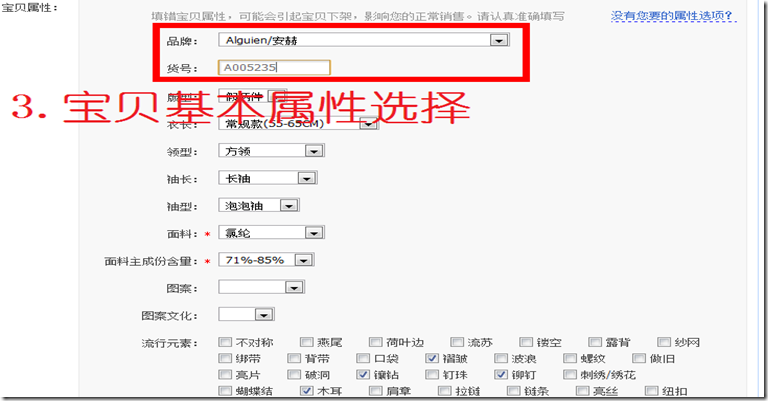 宝贝属性:
填错宝贝属性，可能会引起宝贝下架，影响您的正常销售。请认真准确填写 没有您要的属性选项?
品牌: Alguien/安赫
货号: A005235
版型: 假两件
3.宝贝基本属性选择
衣长: 常规款(55-65CM)
领型: 方领
袖长: 长袖
袖型: 泡泡袖
面料: * 氯纶
面料主成份含量: * 71%-85%
图案:
图案文化:
流行元素: 不对称 燕尾 荷叶边 流苏 镂空 露背 纱网
绑带 背带 口袋 褶皱 波浪 螺纹 做旧
亮片 破洞 镶钻 钉珠 铆钉 刺绣/绣花
蝴蝶结 木耳 肩章 拉链 链条 亮丝 纽扣